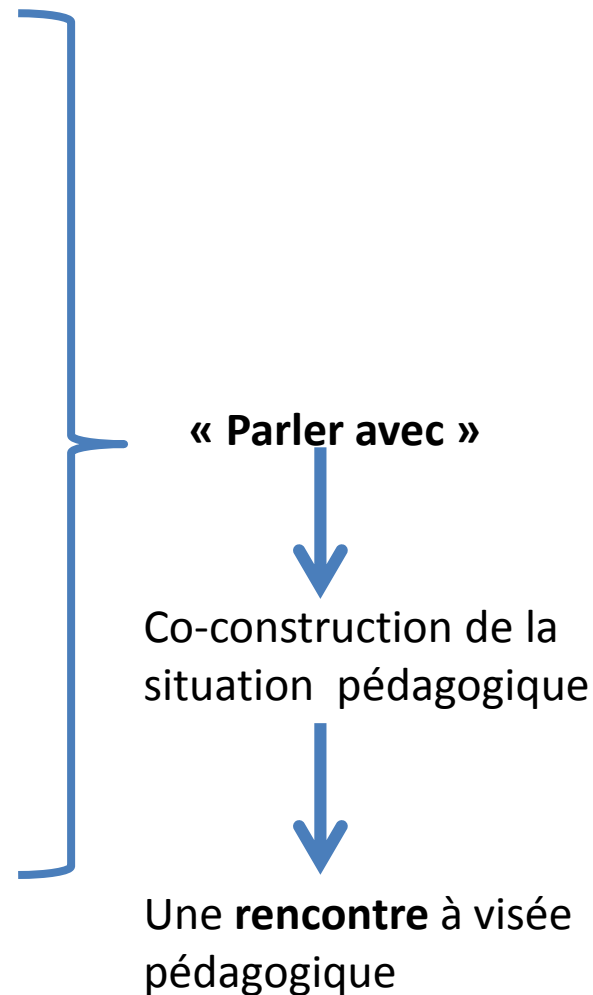 « Parler avec »
Co-construction de la
situation pédagogique
Une rencontre à visée
pédagogique